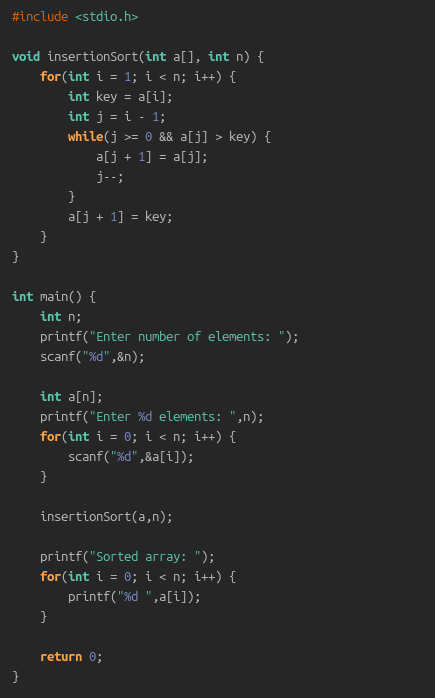 #include <stdio.h>

void insertionSort(int a[], int n) {
    for(int i = 1; i < n; i++) {
        int key = a[i];
        int j = i - 1;
        while(j >= 0 && a[j] > key) {
            a[j + 1] = a[j];
            j--;
        }
        a[j + 1] = key;
    }
}

int main() {
    int n;
    printf("Enter number of elements: ");
    scanf("%d",&n);

    int a[n];
    printf("Enter %d elements: ",n);
    for(int i = 0; i < n; i++) {
        scanf("%d",&a[i]);
    }

    insertionSort(a,n);

    printf("Sorted array: ");
    for(int i = 0; i < n; i++) {
        printf("%d ",a[i]);
    }

    return 0;
}